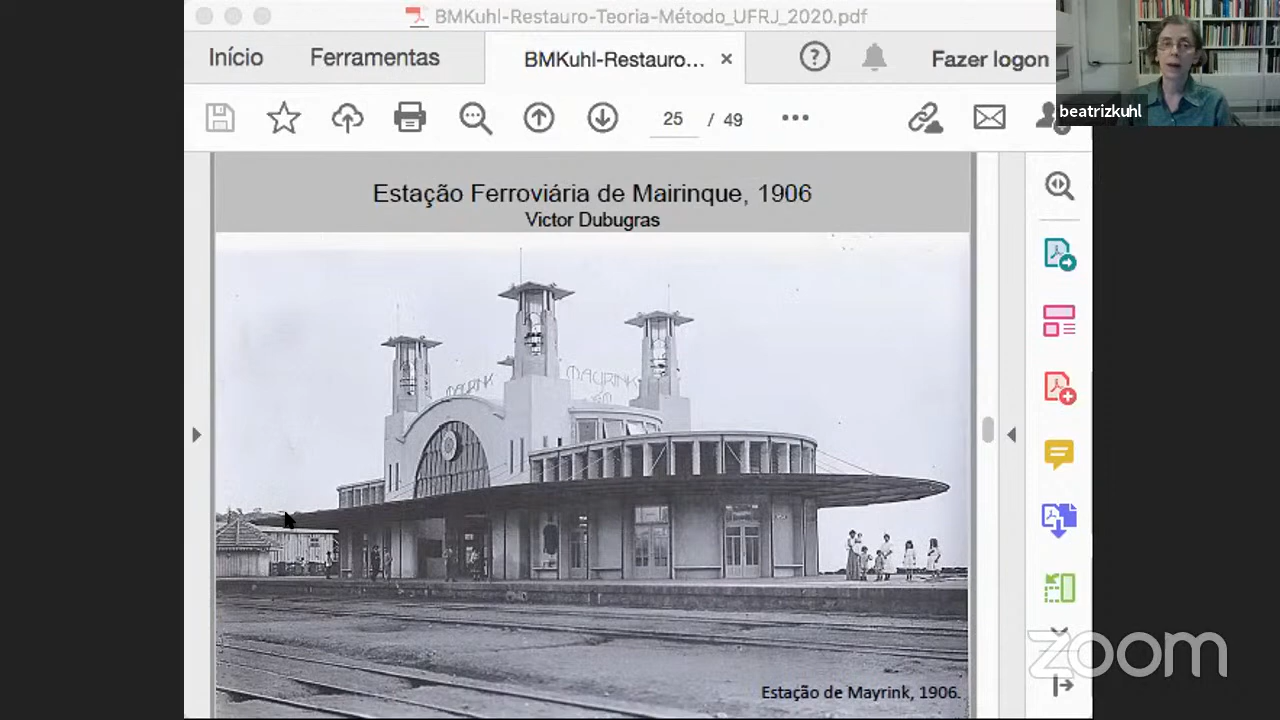 BMKuhl-Restauro-Teoria-Método_UFRJ_2020.pdf
Início
Ferramentas
BMKuhl-Restauro... ×
Fazer logon
beatrizkuhl
25 / 49
Estação Ferroviária de Mairinque, 1906
Victor Dubugras
MAYRINK
MAYRINK
Estação de Mayrink, 1906.
zoom